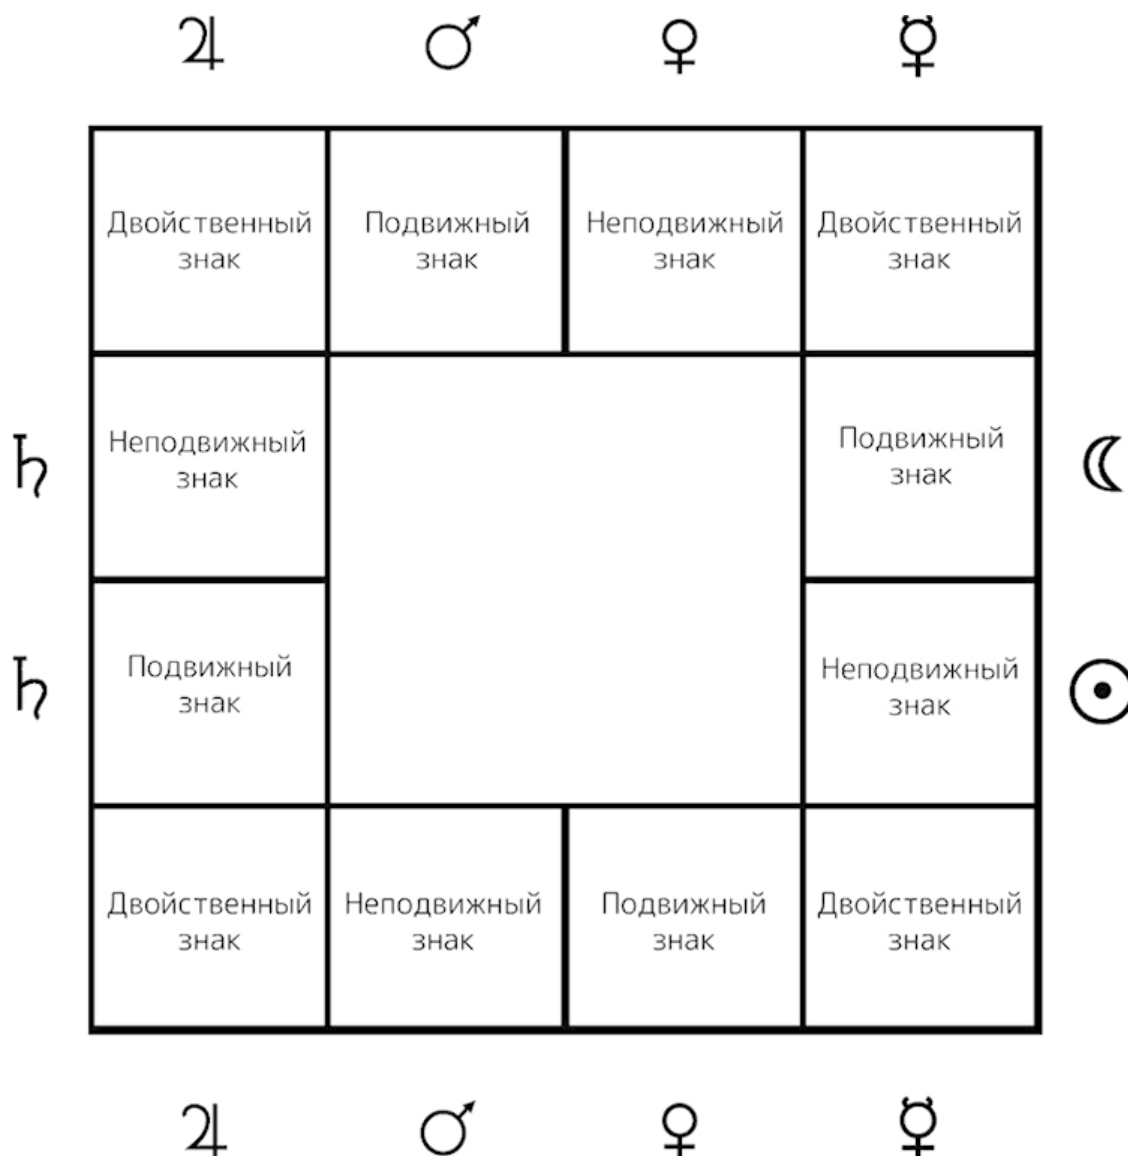 ♃ ♂ ♀ ☿
Двойственный
знак
Подвижный
знак
Неподвижный
знак
Двойственный
знак
♄
Неподвижный
знак
Подвижный
знак
☾
♄
Подвижный
знак
Неподвижный
знак
☉
Двойственный
знак
Неподвижный
знак
Подвижный
знак
Двойственный
знак
♃ ♂ ♀ ☿